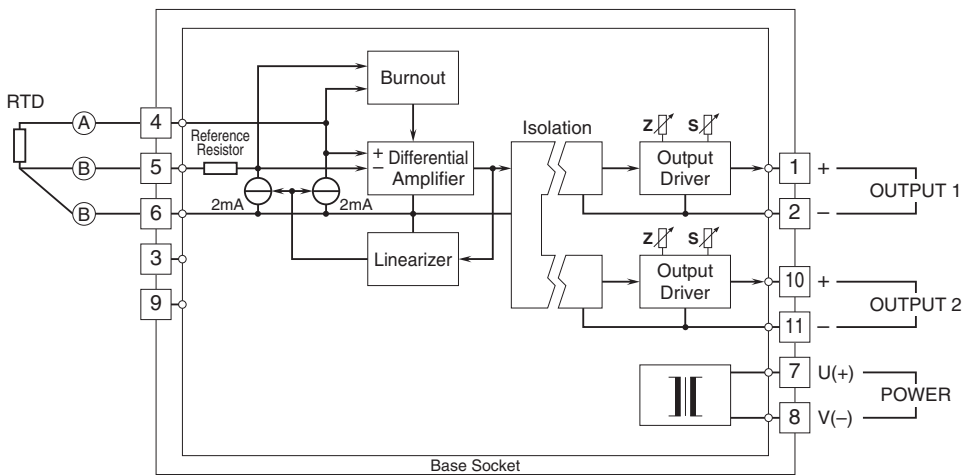 RTD
A
B
B
4
5
6
3
9
Reference
Resistor
2mA
2mA
Burnout
+
−
Differential
Amplifier
Linearizer
Isolation
Z
S
Output
Driver
Z
S
Output
Driver
1
+
2
−
OUTPUT 1
10
+
11
−
OUTPUT 2
7
U(+)
8
V(−)
POWER
Base Socket